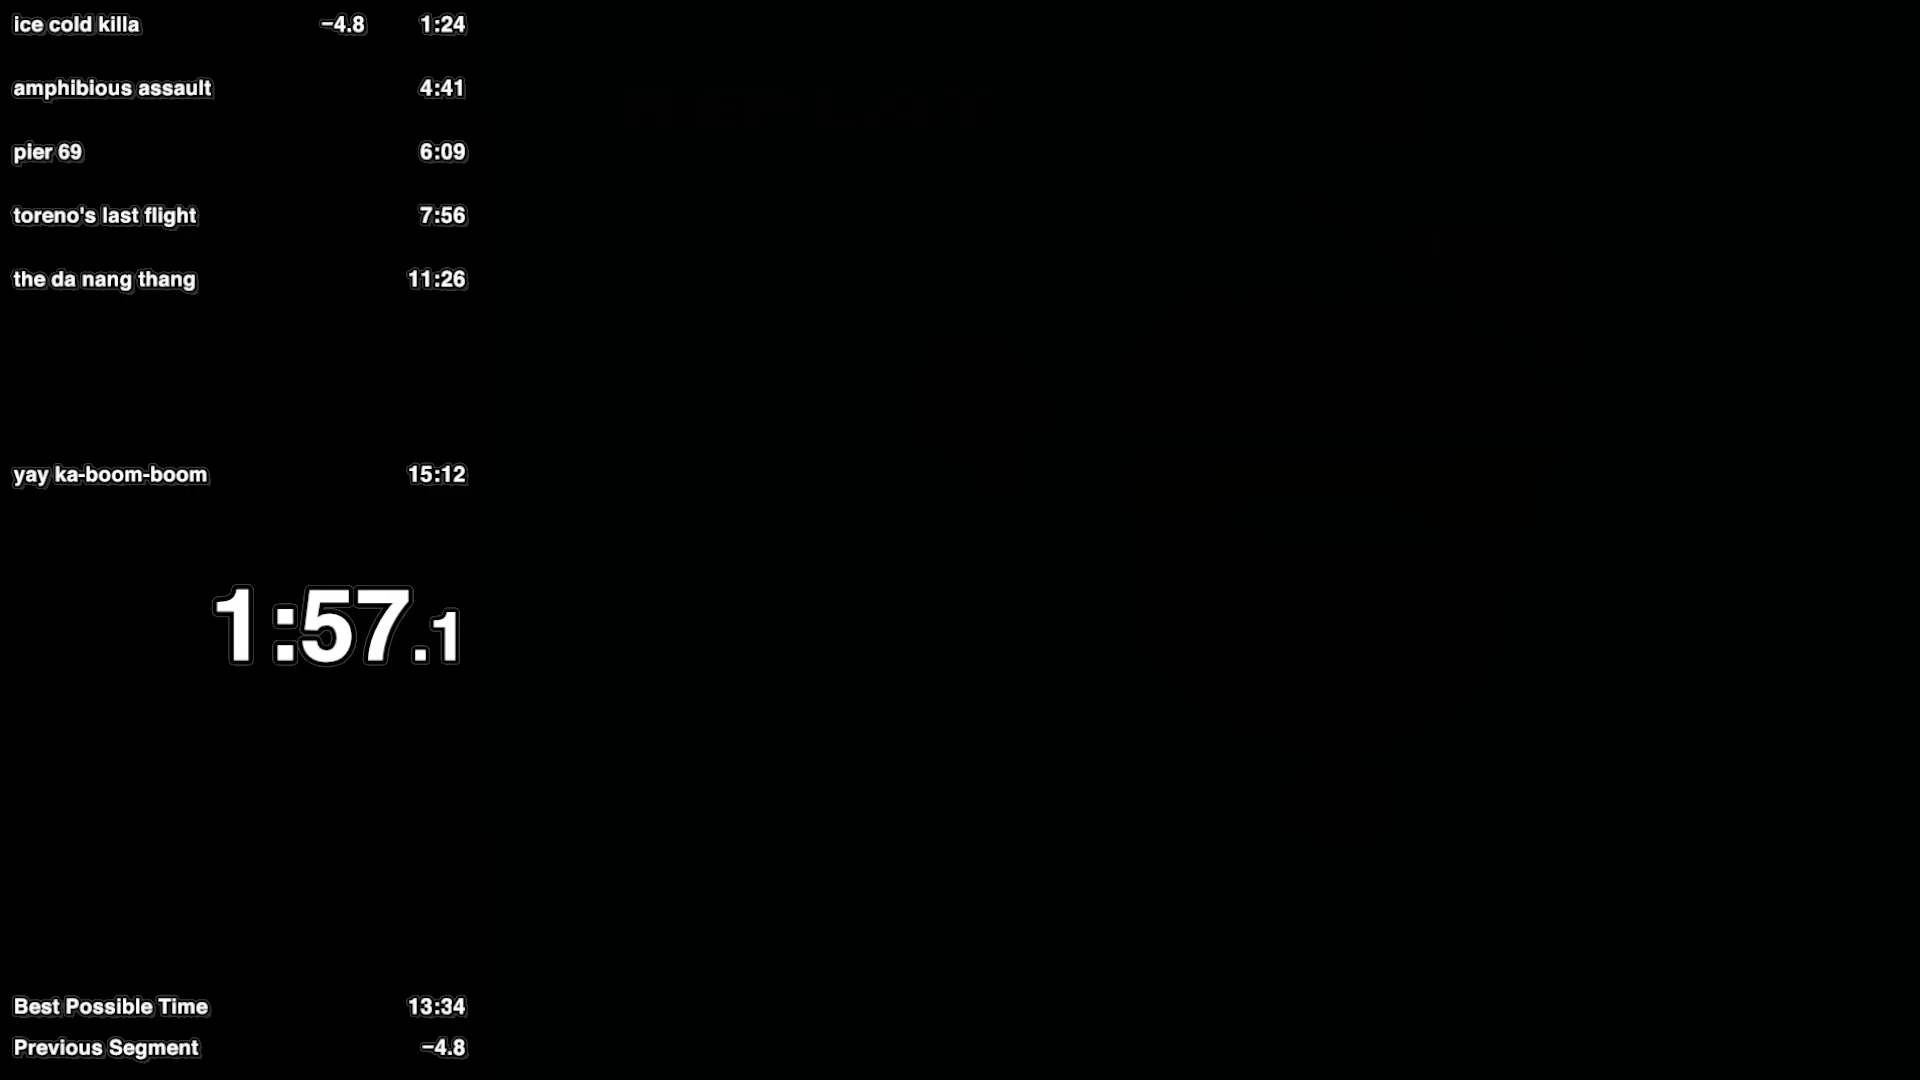 ice cold killa −4.8 1:24
amphibious assault 4:41
pier 69 6:09
toreno's last flight 7:56
the da nang thang 11:26
yay ka-boom-boom 15:12
1:57.1
Best Possible Time 13:34
Previous Segment −4.8